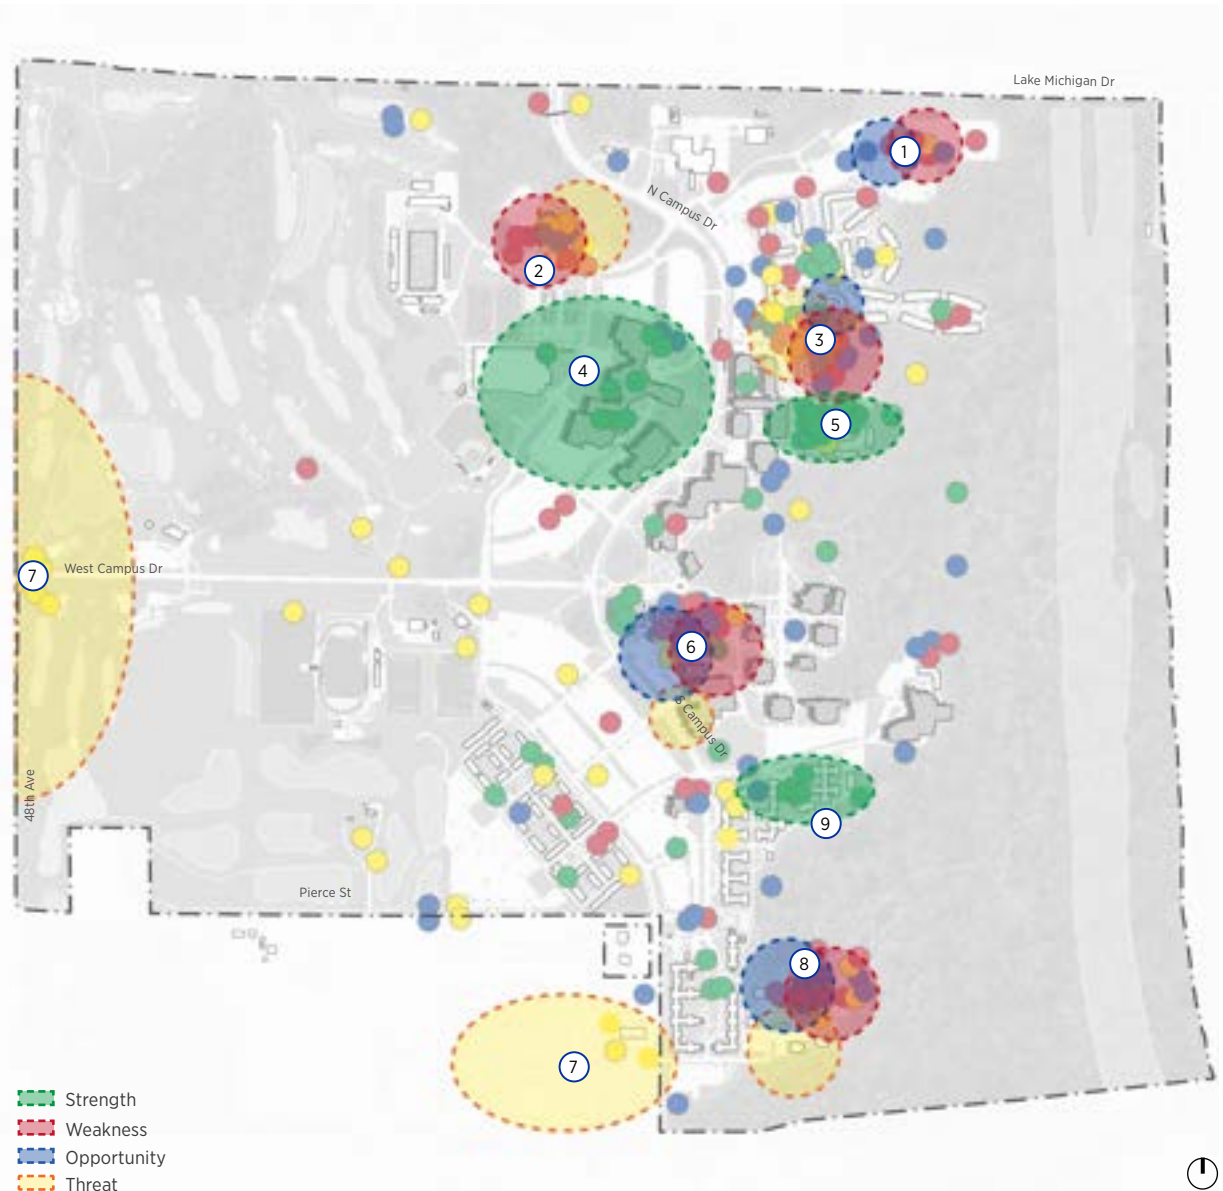 Lake Michigan Dr
1
N Campus Dr
2
3
4
5
West Campus Dr
7
6
S Campus Dr
48th Ave
9
Pierce St
8
7
Strength
Weakness
Opportunity
Threat